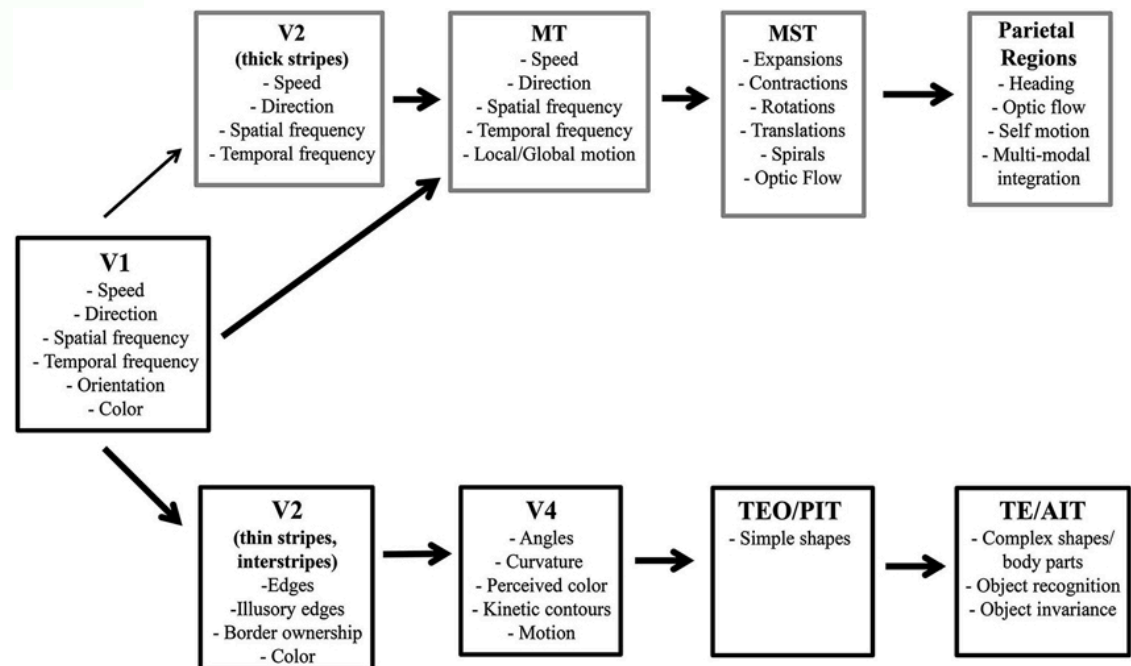 V2
(thick stripes)
- Speed
- Direction
- Spatial frequency
- Temporal frequency
MT
- Speed
- Direction
- Spatial frequency
- Temporal frequency
- Local/Global motion
MST
- Expansions
- Contractions
- Rotations
- Translations
- Spirals
- Optic Flow
Parietal
Regions
- Heading
- Optic flow
- Self motion
- Multi-modal
integration
V1
- Speed
- Direction
- Spatial frequency
- Temporal frequency
- Orientation
- Color
V2
(thin stripes,
interstripes)
-Edges
-Illusory edges
- Border ownership
- Color
V4
- Angles
- Curvature
- Perceived color
- Kinetic contours
- Motion
TEO/PIT
- Simple shapes
TE/AIT
- Complex shapes/
body parts
- Object recognition
- Object invariance